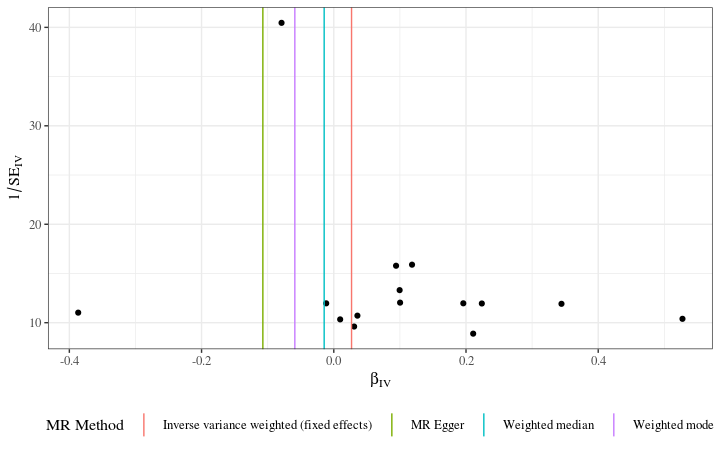 40
30
20
10
1/SE_IV
-0.4 -0.2 0.0 0.2 0.4
β_IV
MR Method Inverse variance weighted (fixed effects) MR Egger Weighted median Weighted mode